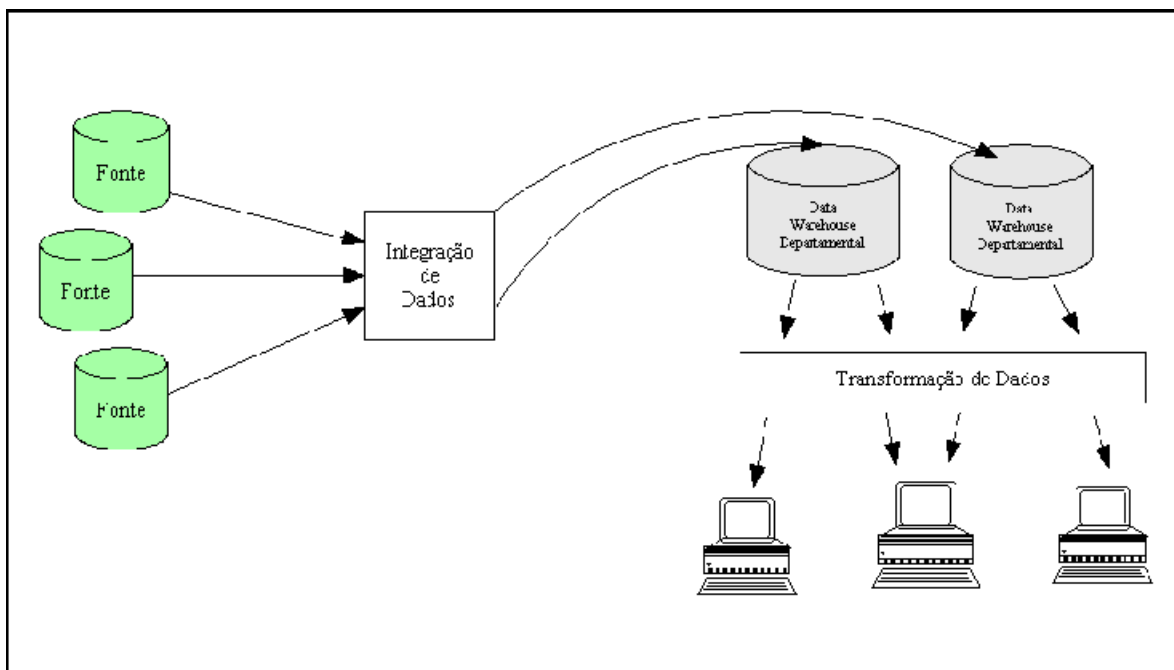 Fonte
Fonte
Fonte
Integração
de
Dados
Data
Warehouse
Departamental
Data
Warehouse
Departamental
Transformação de Dados